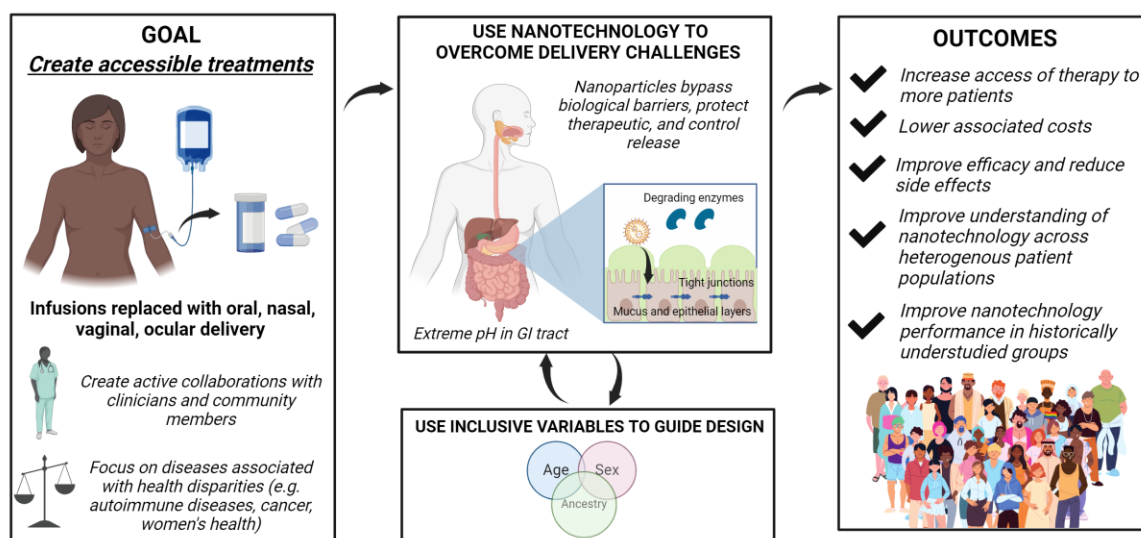 GOAL
Create accessible treatments
Infusions replaced with oral, nasal,
vaginal, ocular delivery
Create active collaborations with
clinicians and community
members
Focus on diseases associated
with health disparities (e.g.
autoimmune diseases, cancer,
women's health)
USE NANOTECHNOLOGY TO
OVERCOME DELIVERY CHALLENGES
Nanoparticles bypass
biological barriers, protect
therapeutic, and control
release
Degrading enzymes
Tight junctions
Mucus and epithelial layers
Extreme pH in GI tract
USE INCLUSIVE VARIABLES TO GUIDE DESIGN
Age
Sex
Ancestry
OUTCOMES
Increase access of therapy to
more patients
Lower associated costs
Improve efficacy and reduce
side effects
Improve understanding of
nanotechnology across
heterogenous patient
populations
Improve nanotechnology
performance in historically
understudied groups